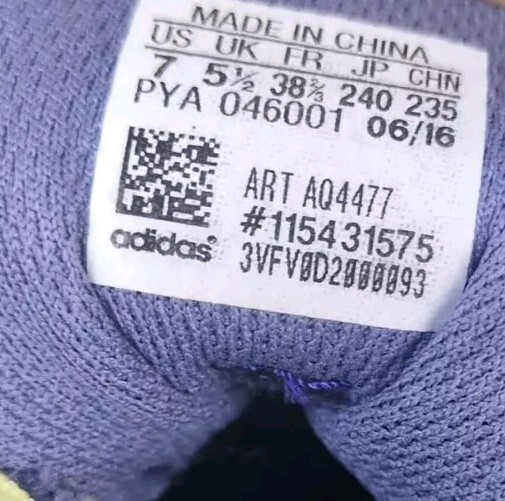 MADE IN CHINA
US UK FR JP CHN
7 5½ 38⅔ 240 235
PYA 046001 06/16
ART AQ4477
#115431575
3VFV0D2000093
adidas